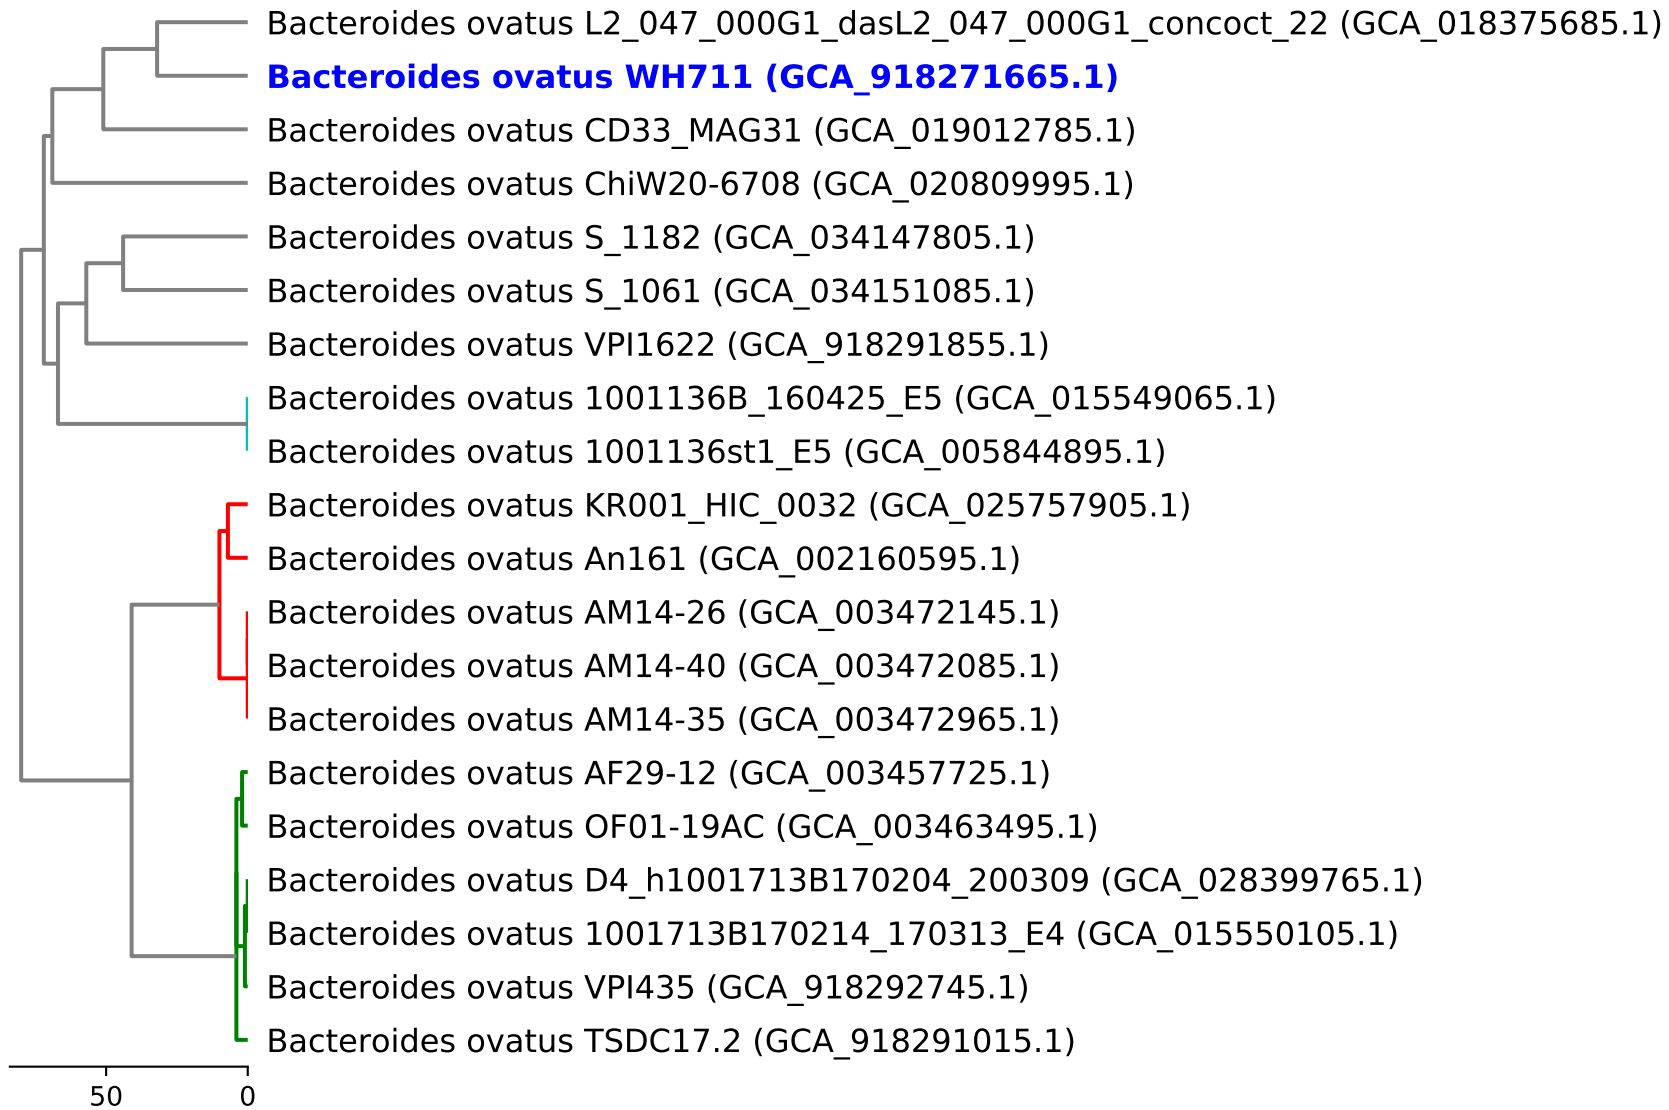 Bacteroides ovatus L2_047_000G1_dasL2_047_000G1_concoct_22 (GCA_018375685.1)
Bacteroides ovatus WH711 (GCA_918271665.1)
Bacteroides ovatus CD33_MAG31 (GCA_019012785.1)
Bacteroides ovatus ChiW20-6708 (GCA_020809995.1)
Bacteroides ovatus S_1182 (GCA_034147805.1)
Bacteroides ovatus S_1061 (GCA_034151085.1)
Bacteroides ovatus VPI1622 (GCA_918291855.1)
Bacteroides ovatus 1001136B_160425_E5 (GCA_015549065.1)
Bacteroides ovatus 1001136st1_E5 (GCA_005844895.1)
Bacteroides ovatus KR001_HIC_0032 (GCA_025757905.1)
Bacteroides ovatus An161 (GCA_002160595.1)
Bacteroides ovatus AM14-26 (GCA_003472145.1)
Bacteroides ovatus AM14-40 (GCA_003472085.1)
Bacteroides ovatus AM14-35 (GCA_003472965.1)
Bacteroides ovatus AF29-12 (GCA_003457725.1)
Bacteroides ovatus OF01-19AC (GCA_003463495.1)
Bacteroides ovatus D4_h1001713B170204_200309 (GCA_028399765.1)
Bacteroides ovatus 1001713B170214_170313_E4 (GCA_015550105.1)
Bacteroides ovatus VPI435 (GCA_918292745.1)
Bacteroides ovatus TSDC17.2 (GCA_918291015.1)
50 0